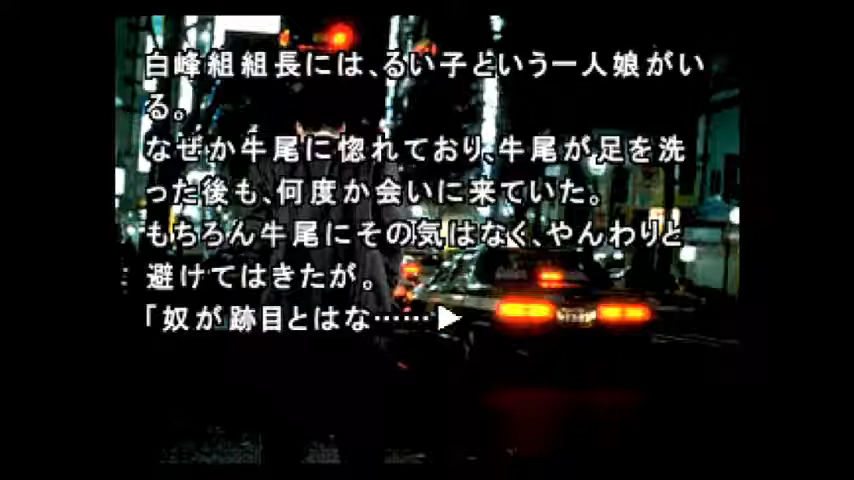 白峰組組長には､るい子という一人娘がい
る。
なぜか牛尾に惚れており､牛尾が足を洗
った後も､何度か会いに来ていた。
もちろん牛尾にその気はなく､やんわりと
避けてはきたが。
「奴が跡目とはな……